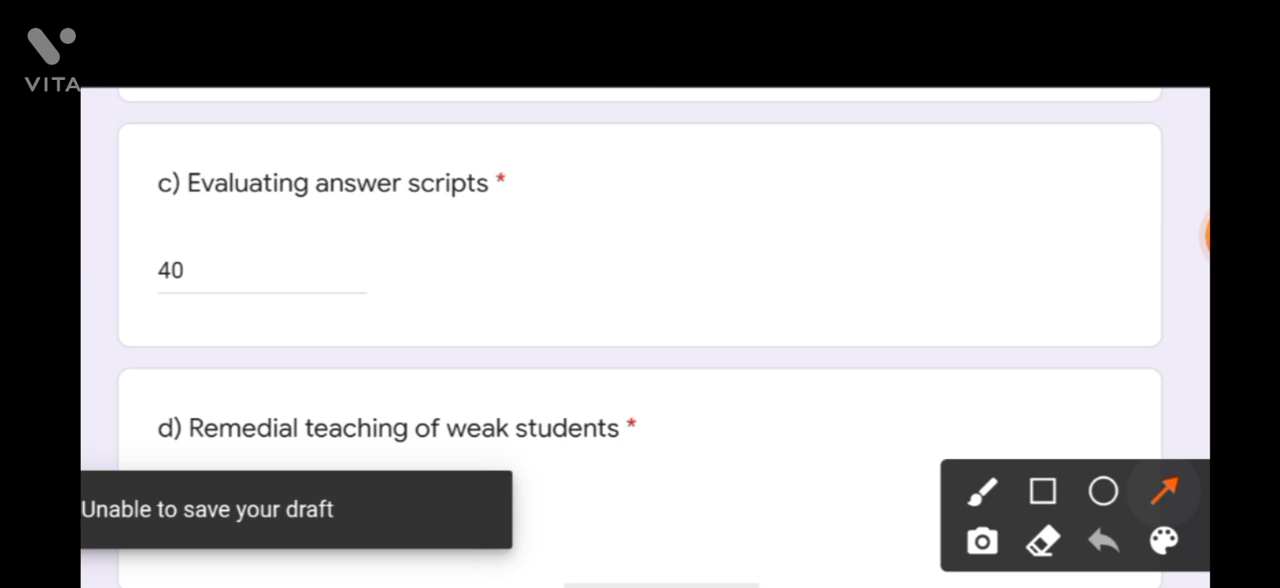 VITA
c) Evaluating answer scripts *
40
d) Remedial teaching of weak students *
Unable to save your draft